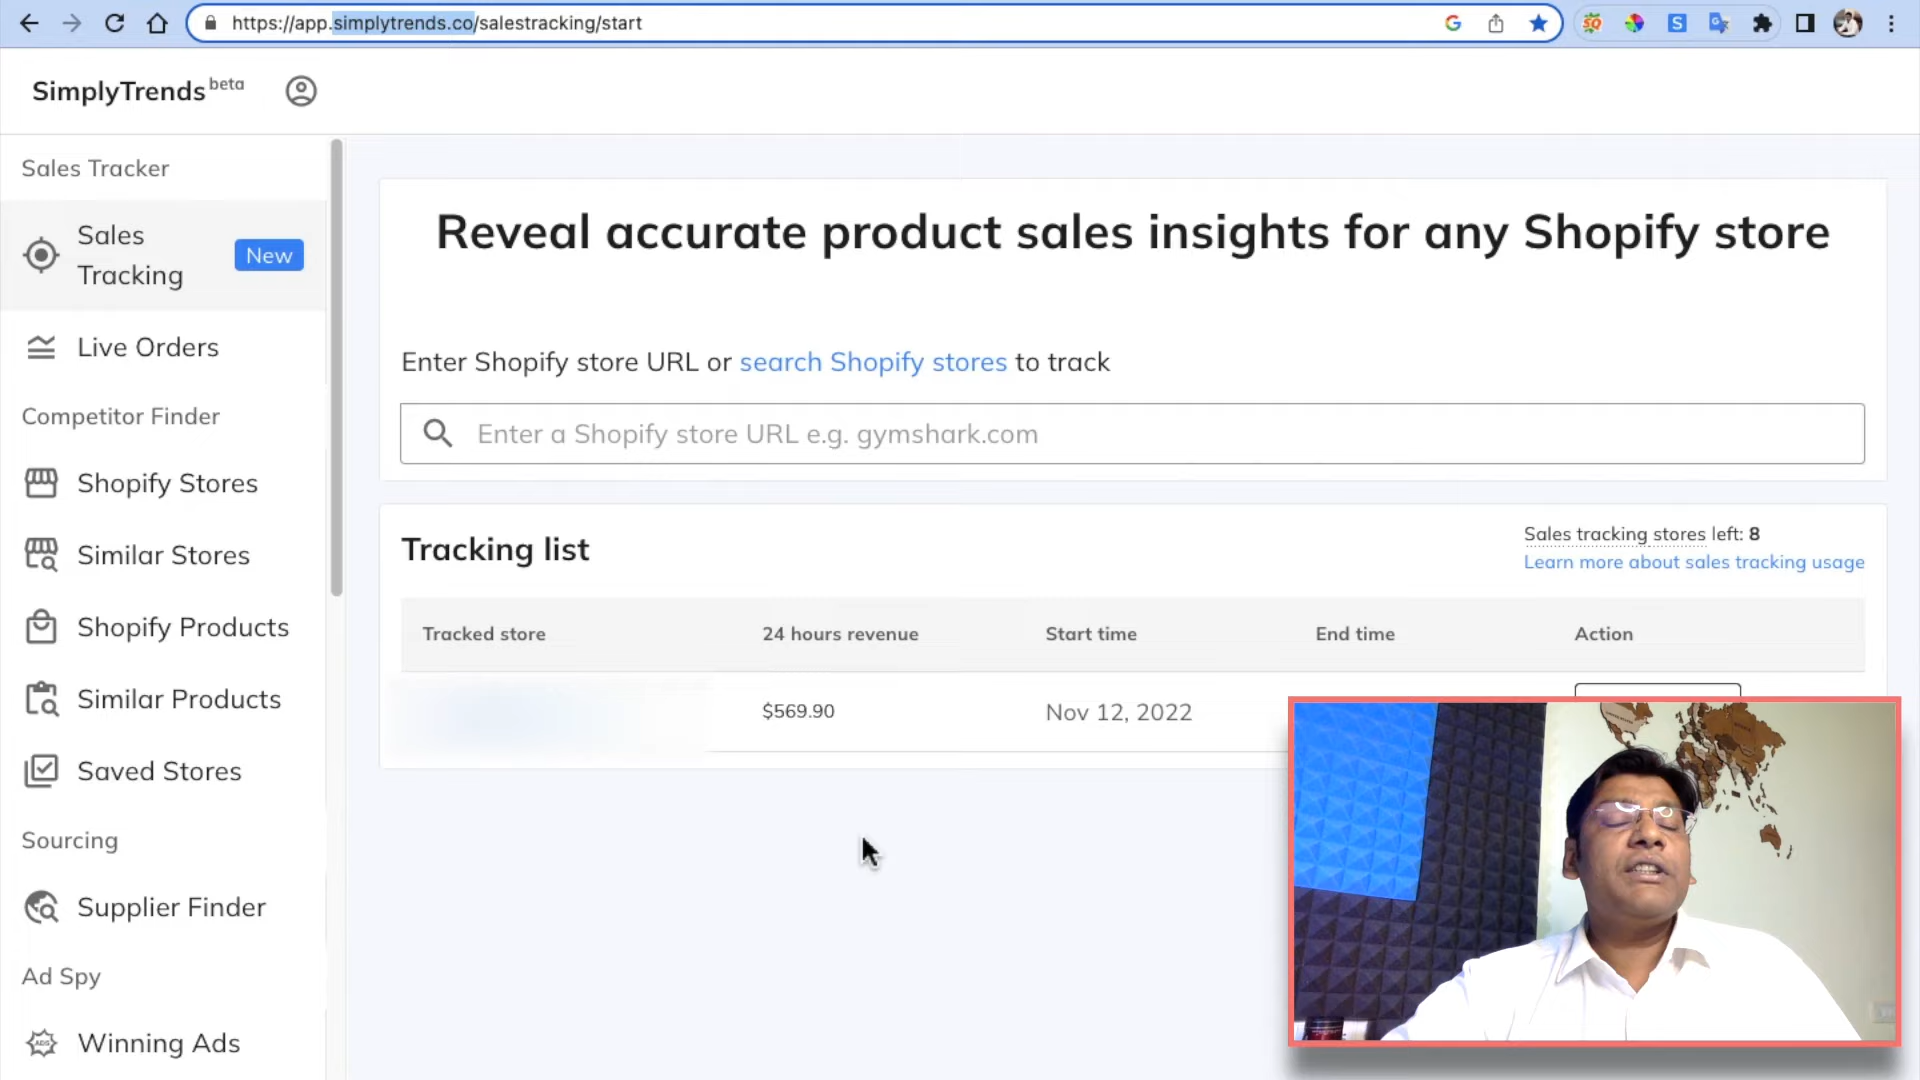 https://app.simplytrends.co/salestracking/start
SimplyTrends beta
Sales Tracker
Sales Tracking New
Live Orders
Competitor Finder
Shopify Stores
Similar Stores
Shopify Products
Similar Products
Saved Stores
Sourcing
Supplier Finder
Ad Spy
Winning Ads
Reveal accurate product sales insights for any Shopify store
Enter Shopify store URL or search Shopify stores to track
Enter a Shopify store URL e.g. gymshark.com
Tracking list
Sales tracking stores left: 8
Learn more about sales tracking usage
Tracked store 24 hours revenue Start time End time Action
$569.90 Nov 12, 2022